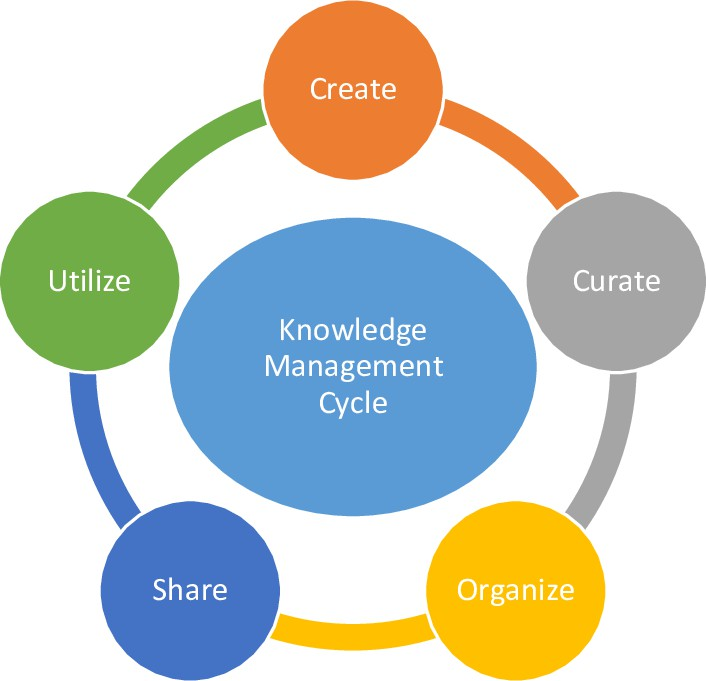 Create
Curate
Organize
Share
Utilize
Knowledge
Management
Cycle